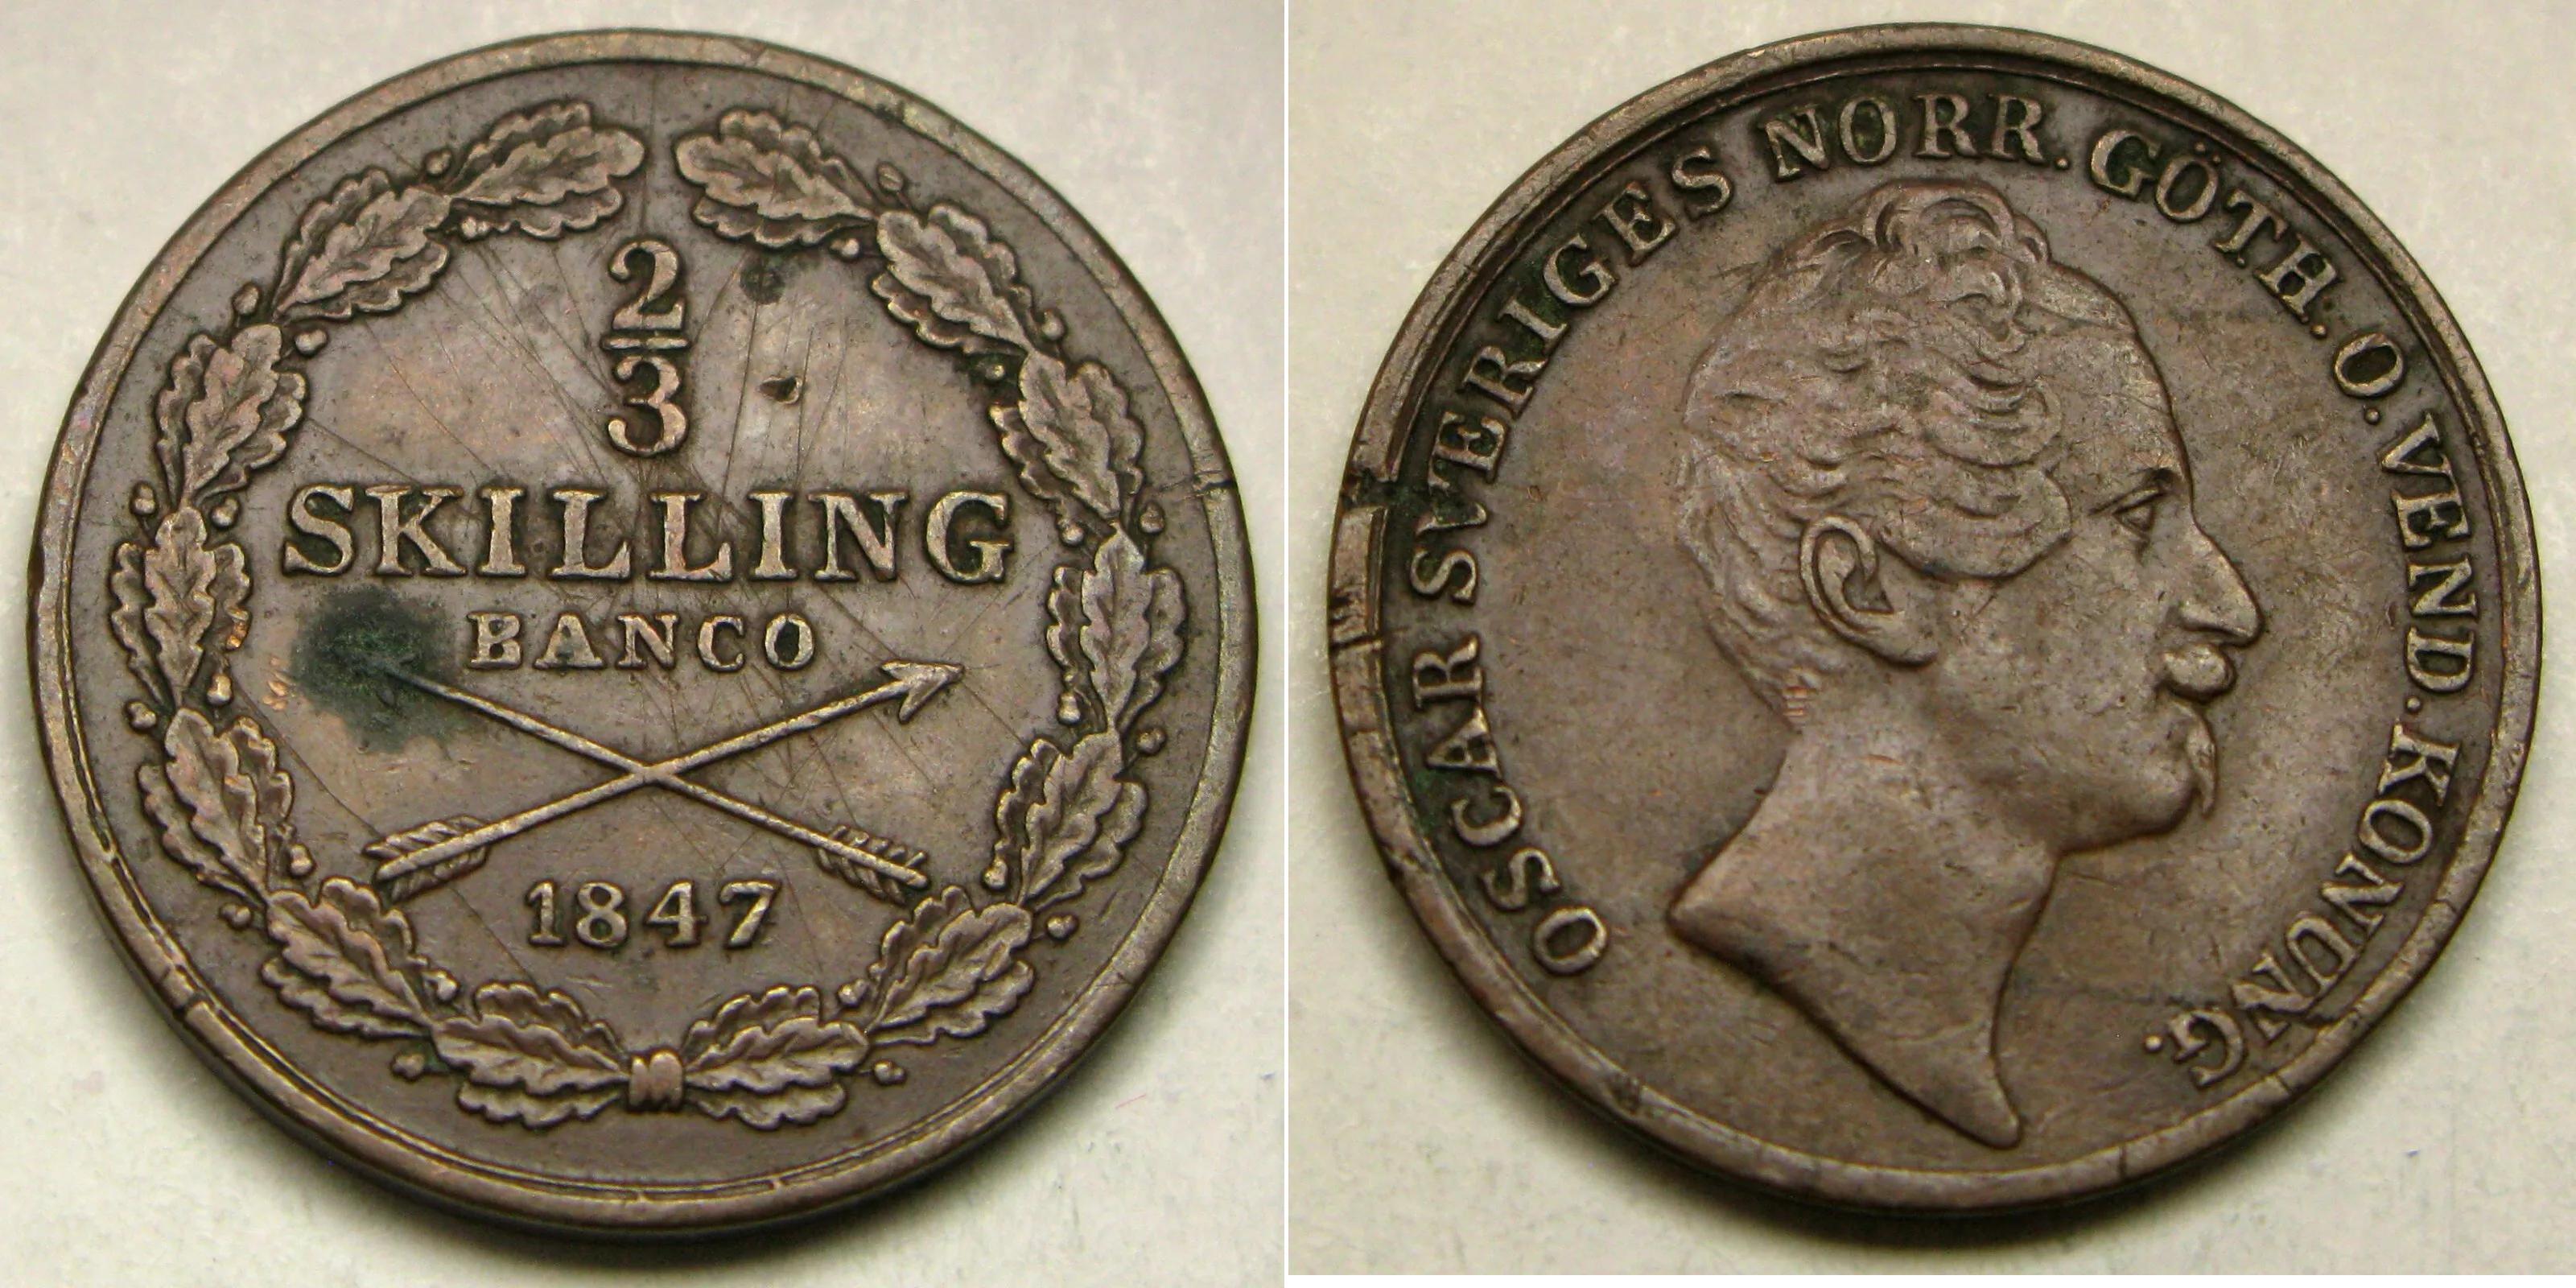 2
3
SKILLING
BANCO
1847
OSCAR SVERIGES NORR. GÖTH. O. VEND. KONUNG.